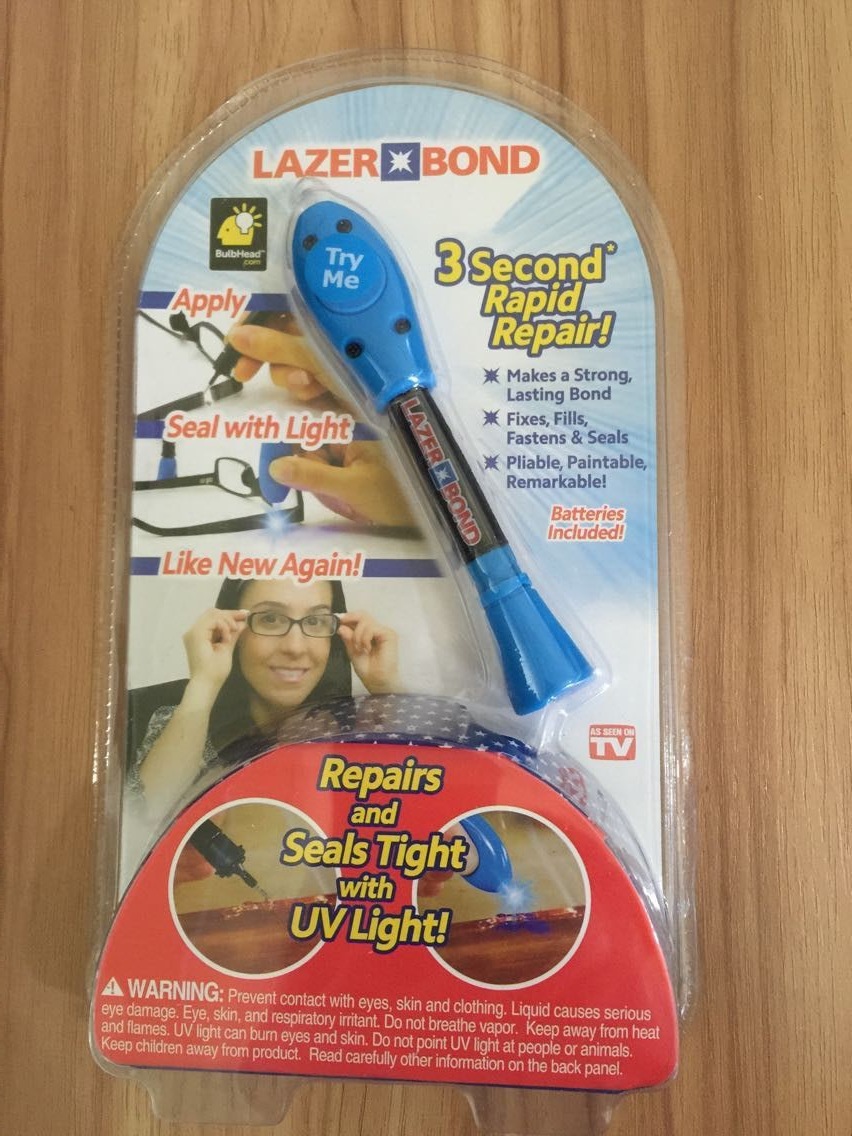 LAZER BOND
BulbHead™
.com
Try
Me
3 Second*
Rapid
Repair!
Apply
Makes a Strong,
Lasting Bond
Seal with Light
Fixes, Fills,
Fastens & Seals
Pliable, Paintable,
Remarkable!
LAZER BOND
Batteries
Included!
Like New Again!
AS SEEN ON
TV
Repairs
and
Seals Tight
with
UV Light!
WARNING: Prevent contact with eyes, skin and clothing. Liquid causes serious
eye damage. Eye, skin, and respiratory irritant. Do not breathe vapor. Keep away from heat
and flames. UV light can burn eyes and skin. Do not point UV light at people or animals.
Keep children away from product. Read carefully other information on the back panel.